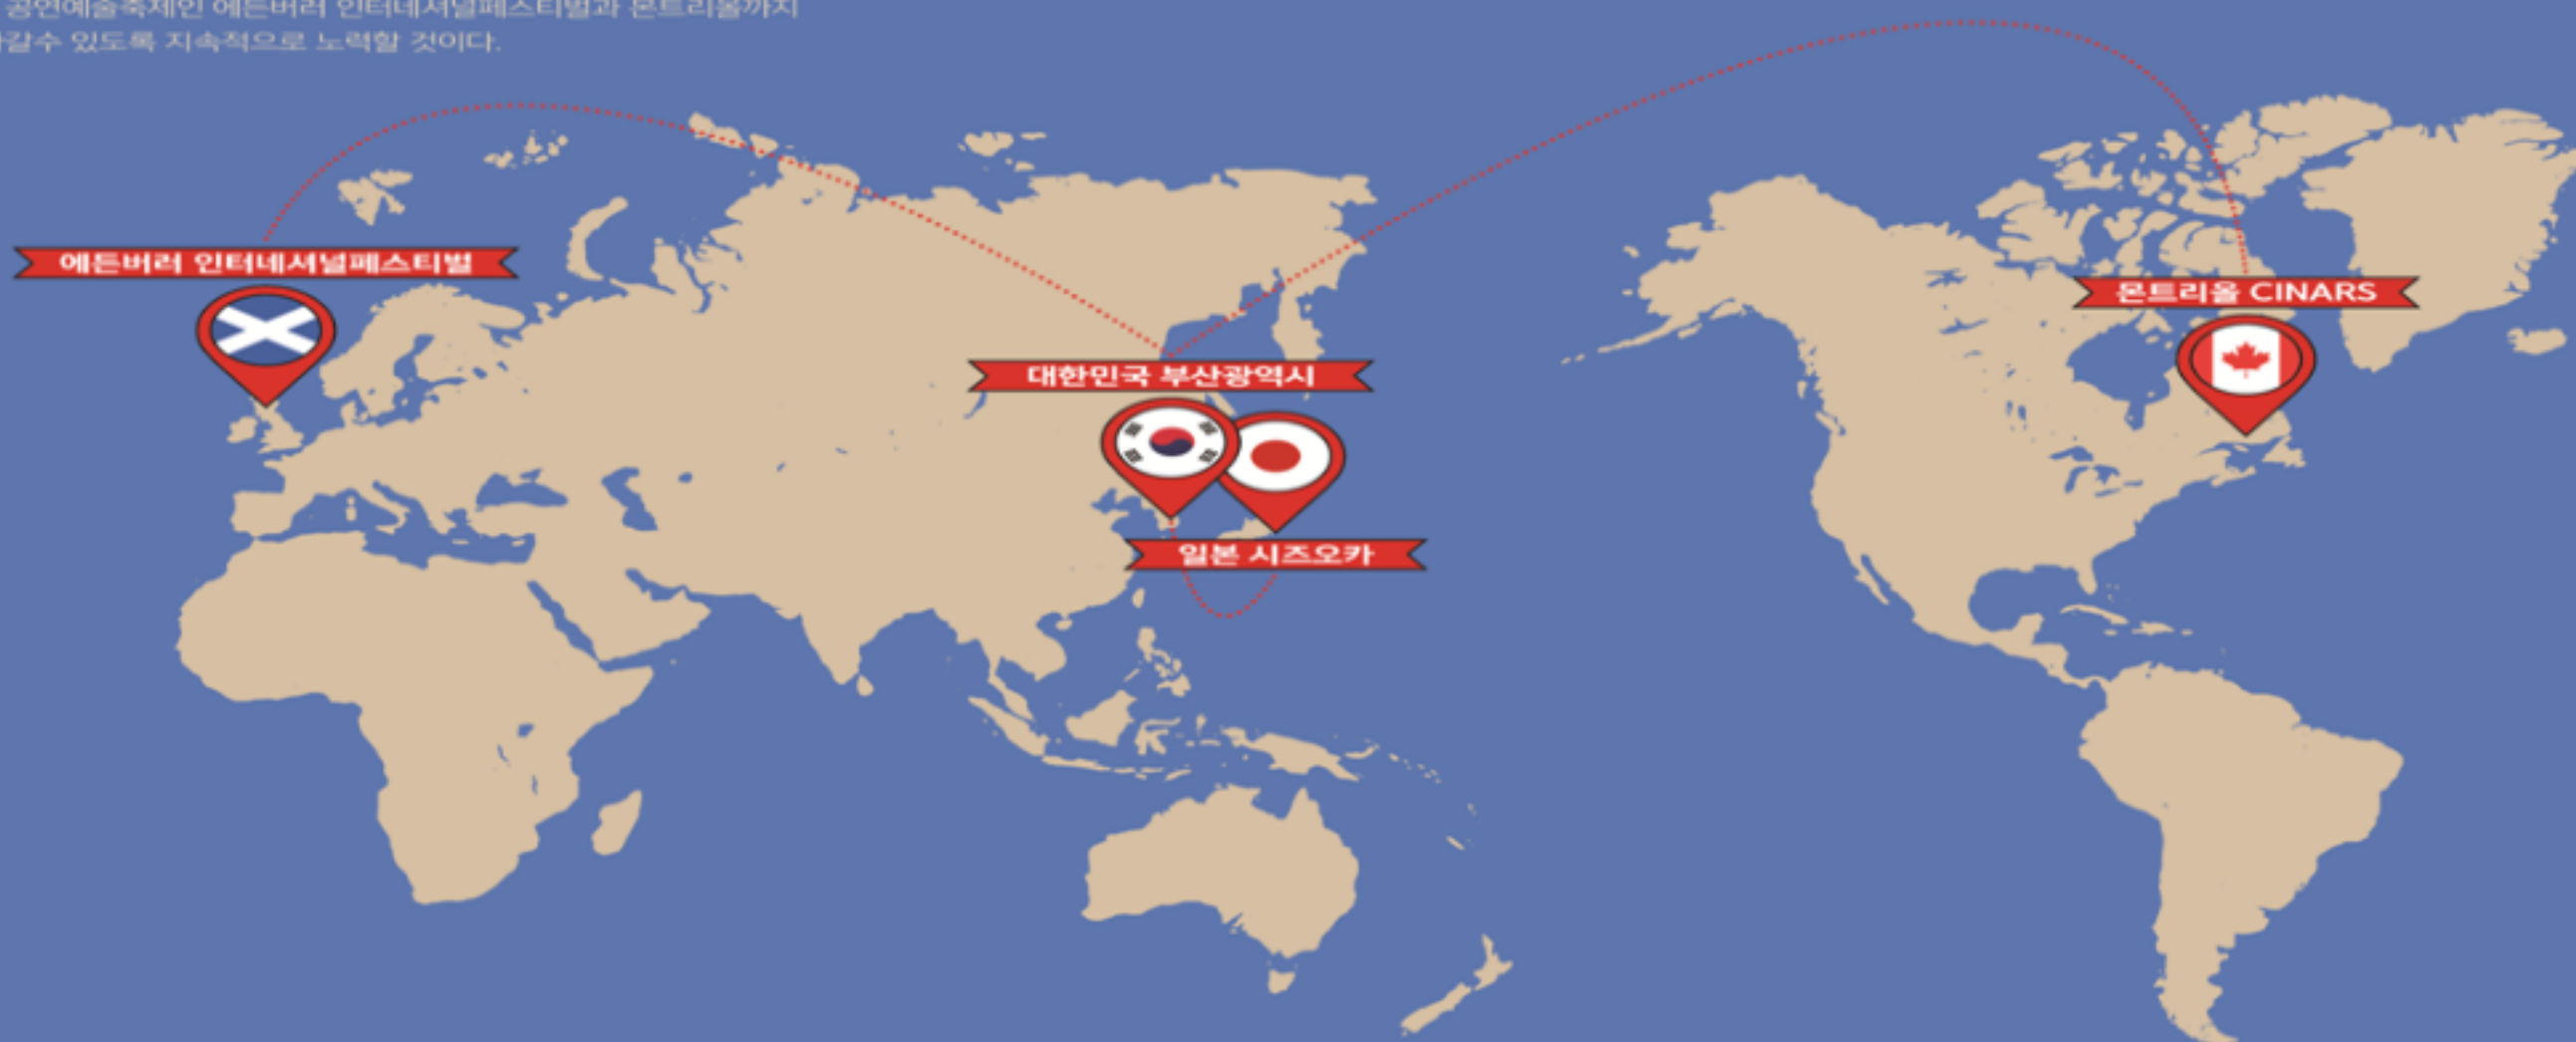 공연예술축제인 에든버러 인터네셔널페스티벌과 몬트리올까지
갈수 있도록 지속적으로 노력할 것이다.
에든버러 인터네셔널페스티벌
몬트리올 CINARS
대한민국 부산광역시
일본 시즈오카